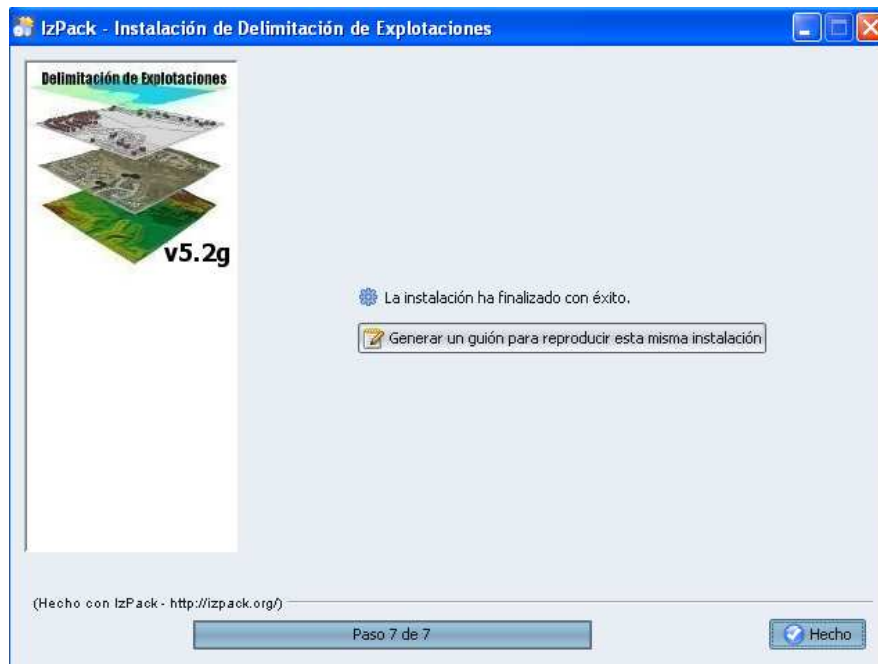 IzPack - Instalación de Delimitación de Explotaciones
Delimitación de Explotaciones
v5.2g
La instalación ha finalizado con éxito.
Generar un guión para reproducir esta misma instalación
(Hecho con IzPack - http://izpack.org/)
Paso 7 de 7
Hecho